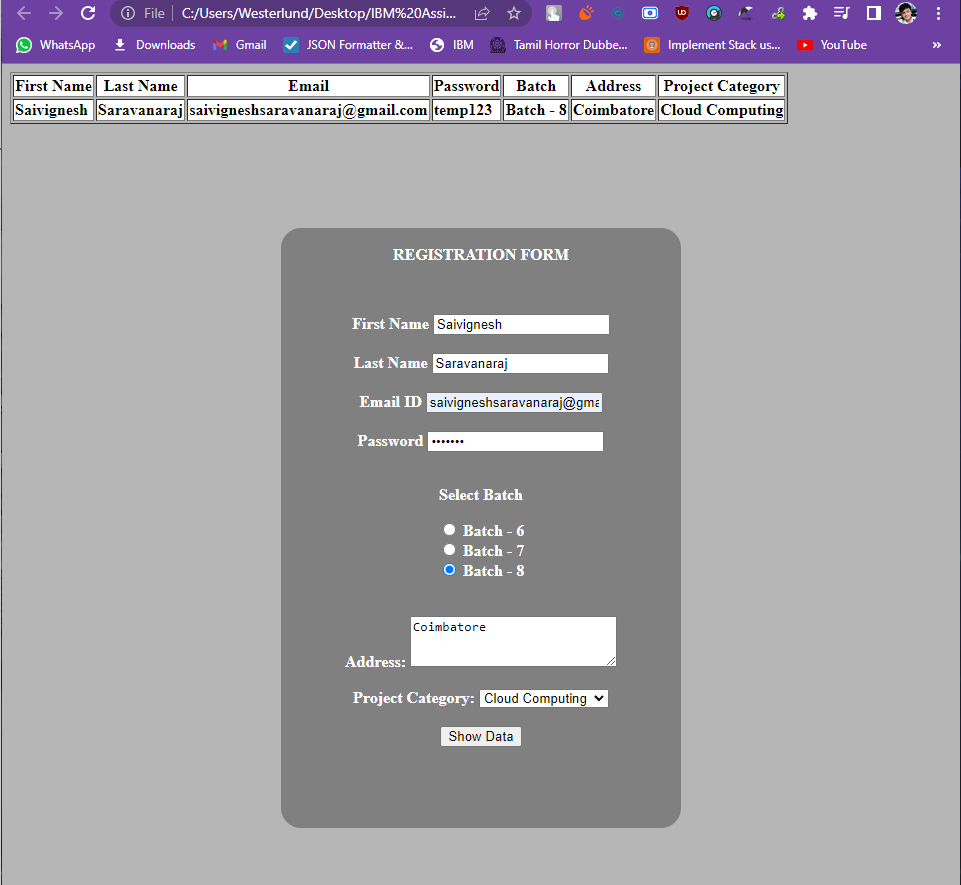 File C:/Users/Westerlund/Desktop/IBM%20Assi...
WhatsApp Downloads Gmail JSON Formatter &... IBM Tamil Horror Dubbe... Implement Stack us... YouTube »
First Name Last Name Email Password Batch Address Project Category
Saivignesh Saravanaraj saivigneshsaravanaraj@gmail.com temp123 Batch - 8 Coimbatore Cloud Computing
REGISTRATION FORM
First Name Saivignesh
Last Name Saravanaraj
Email ID saivigneshsaravanaraj@gma
Password •••••••
Select Batch
Batch - 6
Batch - 7
Batch - 8
Coimbatore
Address:
Project Category: Cloud Computing
Show Data